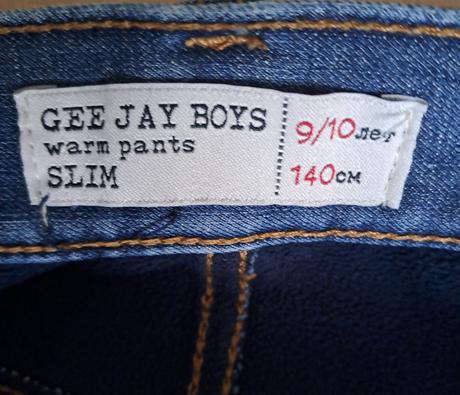 GEE JAY BOYS
warm pants
SLIM
9/10лет
140см